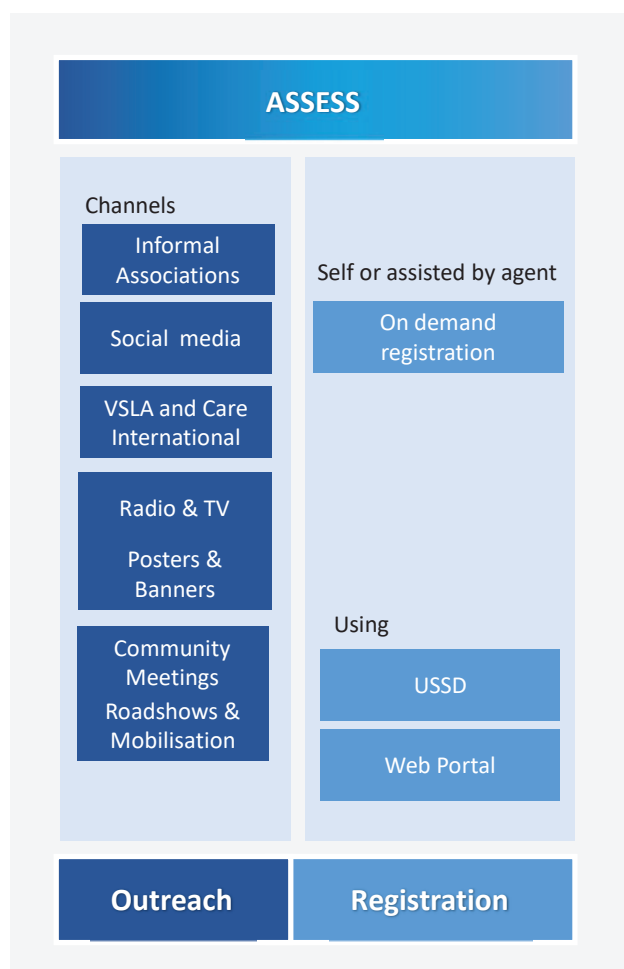 ASSESS
Channels
Informal
Associations
Social media
VSLA and Care
International
Radio & TV
Posters &
Banners
Community
Meetings
Roadshows &
Mobilisation
Self or assisted by agent
On demand
registration
Using
USSD
Web Portal
Outreach
Registration